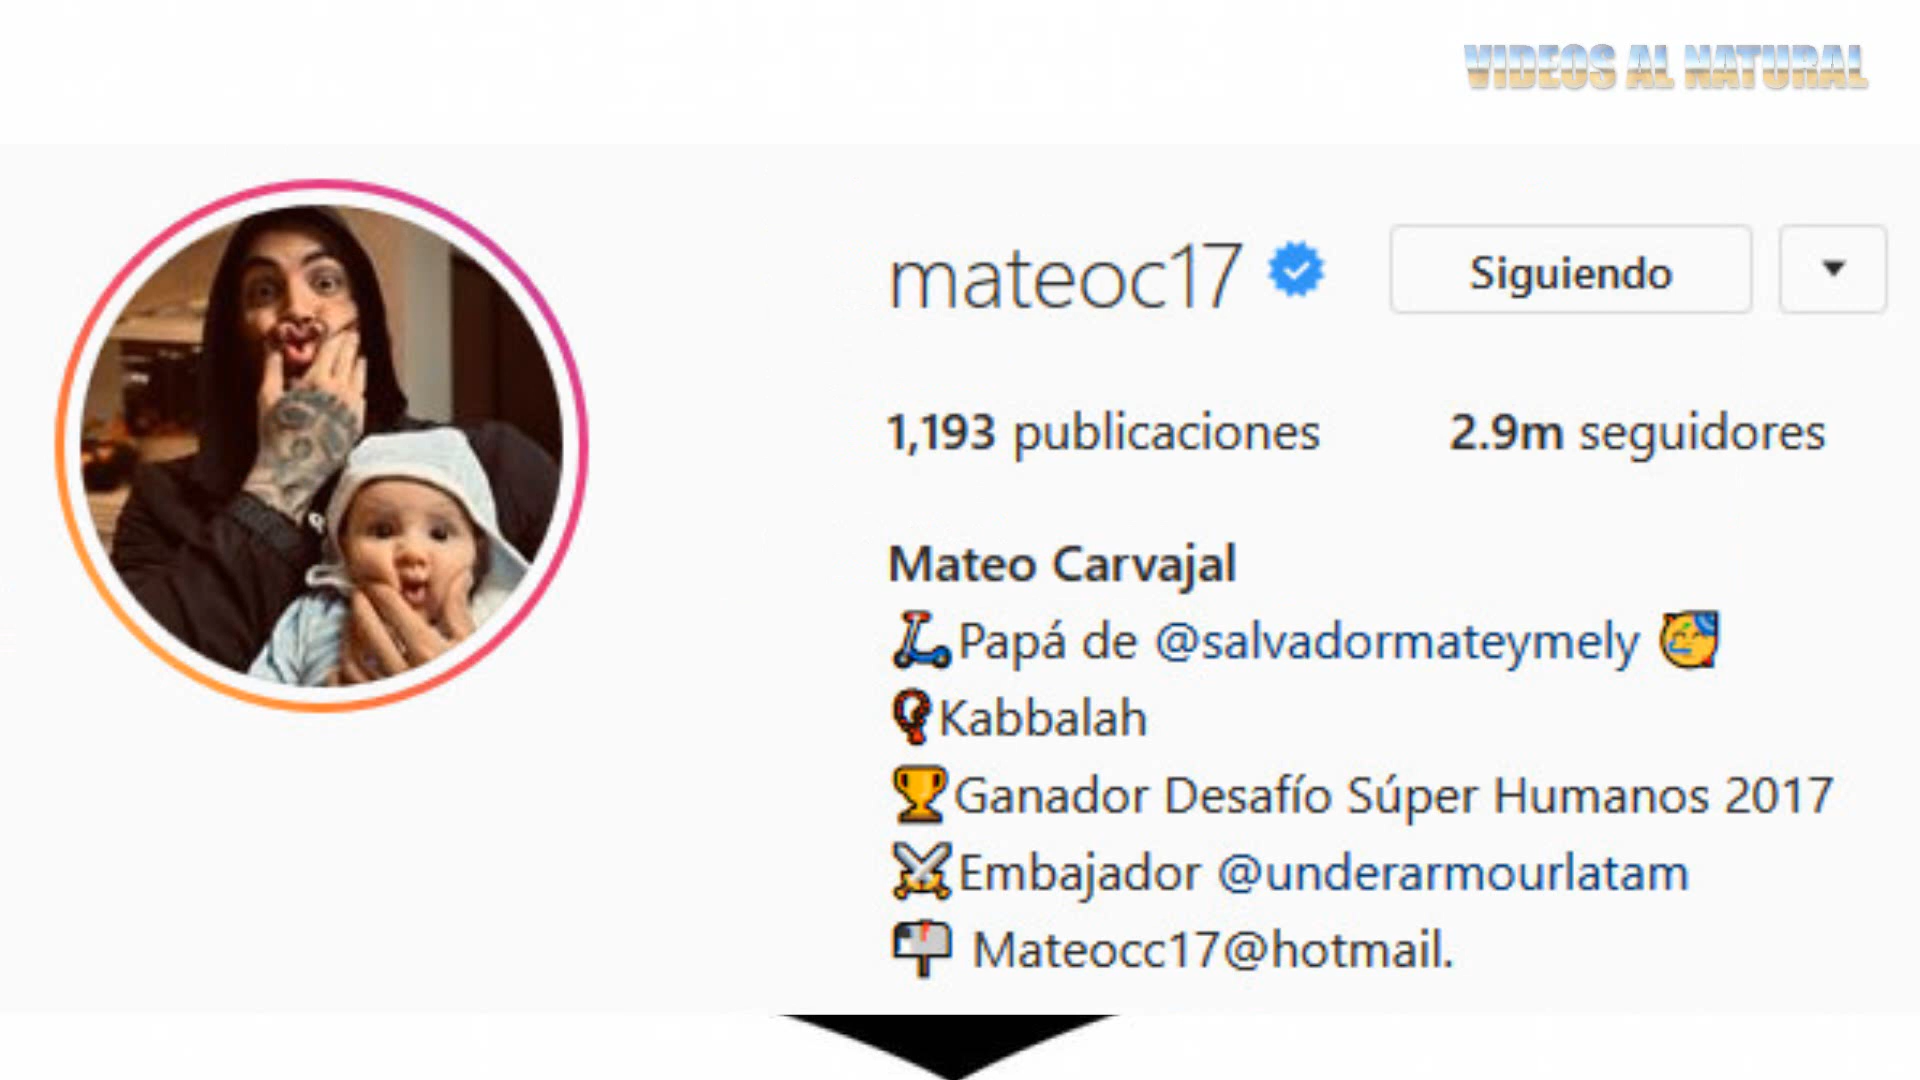 VIDEOS AL NATURAL
mateoc17
Siguiendo
1,193 publicaciones
2.9m seguidores
Mateo Carvajal
Papá de @salvadormateymely
Kabbalah
Ganador Desafío Súper Humanos 2017
Embajador @underarmourlatam
Mateocc17@hotmail.